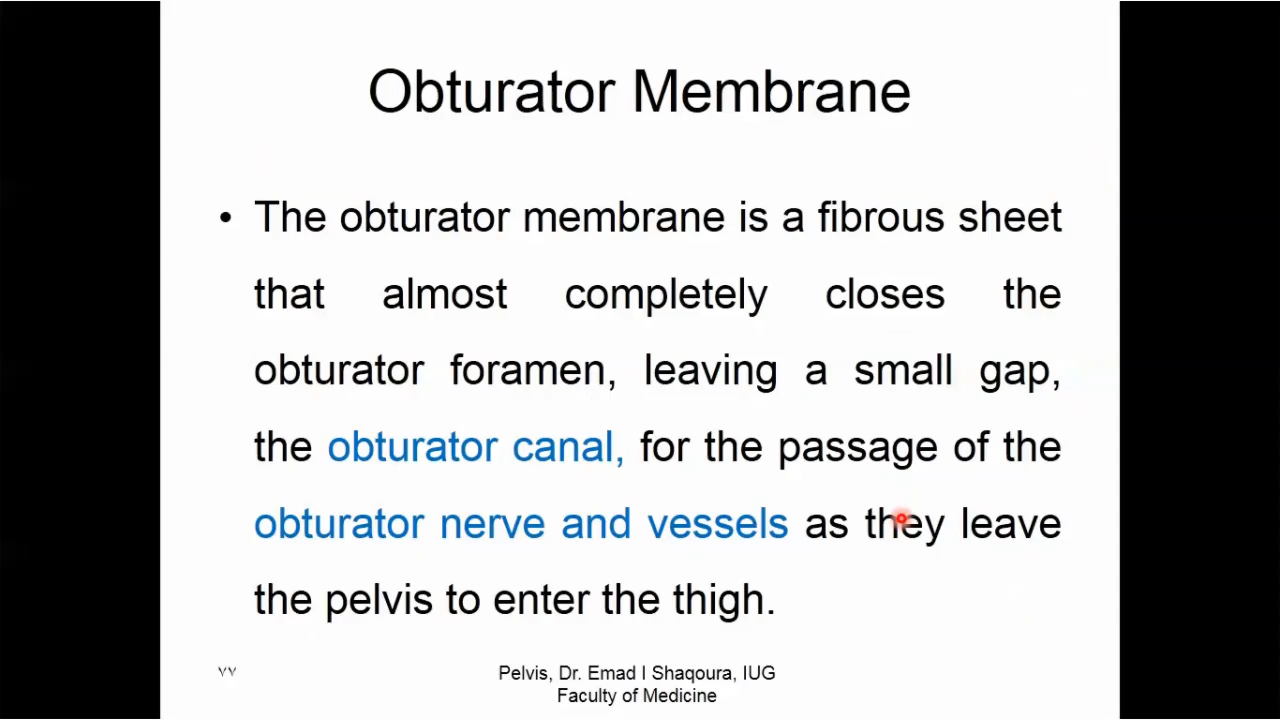 Obturator Membrane
• The obturator membrane is a fibrous sheet
that almost completely closes the
obturator foramen, leaving a small gap,
the obturator canal, for the passage of the
obturator nerve and vessels as they leave
the pelvis to enter the thigh.
٧٧
Pelvis, Dr. Emad I Shaqoura, IUG
Faculty of Medicine